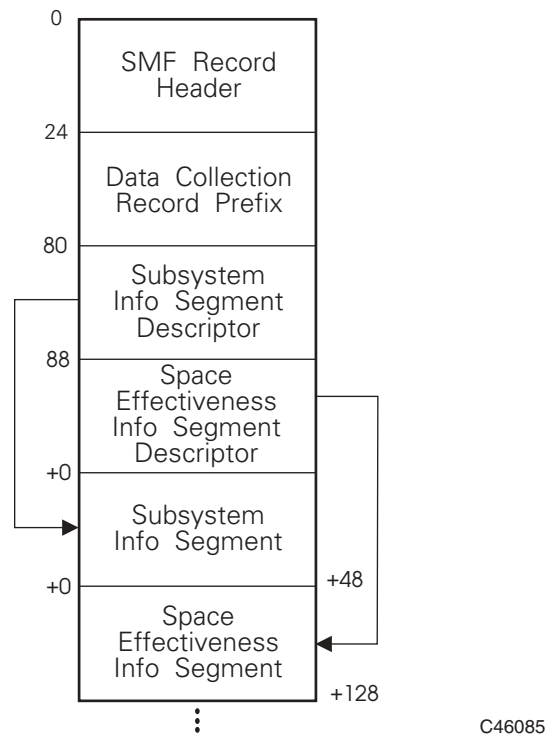 0
SMF Record
Header
24
Data Collection
Record Prefix
80
Subsystem
Info Segment
Descriptor
88
Space
Effectiveness
Info Segment
Descriptor
+0
Subsystem
Info Segment
+0
+48
Space
Effectiveness
Info Segment
+128
C46085